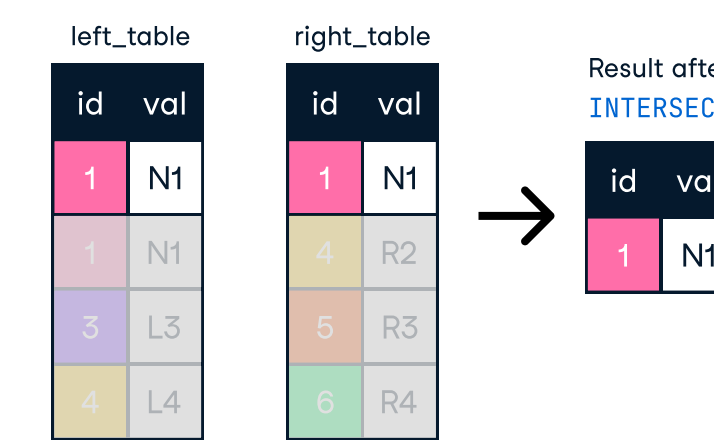 left_table
id val
1 N1
1 N1
3 L3
4 L4
right_table
id val
1 N1
4 R2
5 R3
6 R4
Result afte
INTERSEC
id va
1 N1